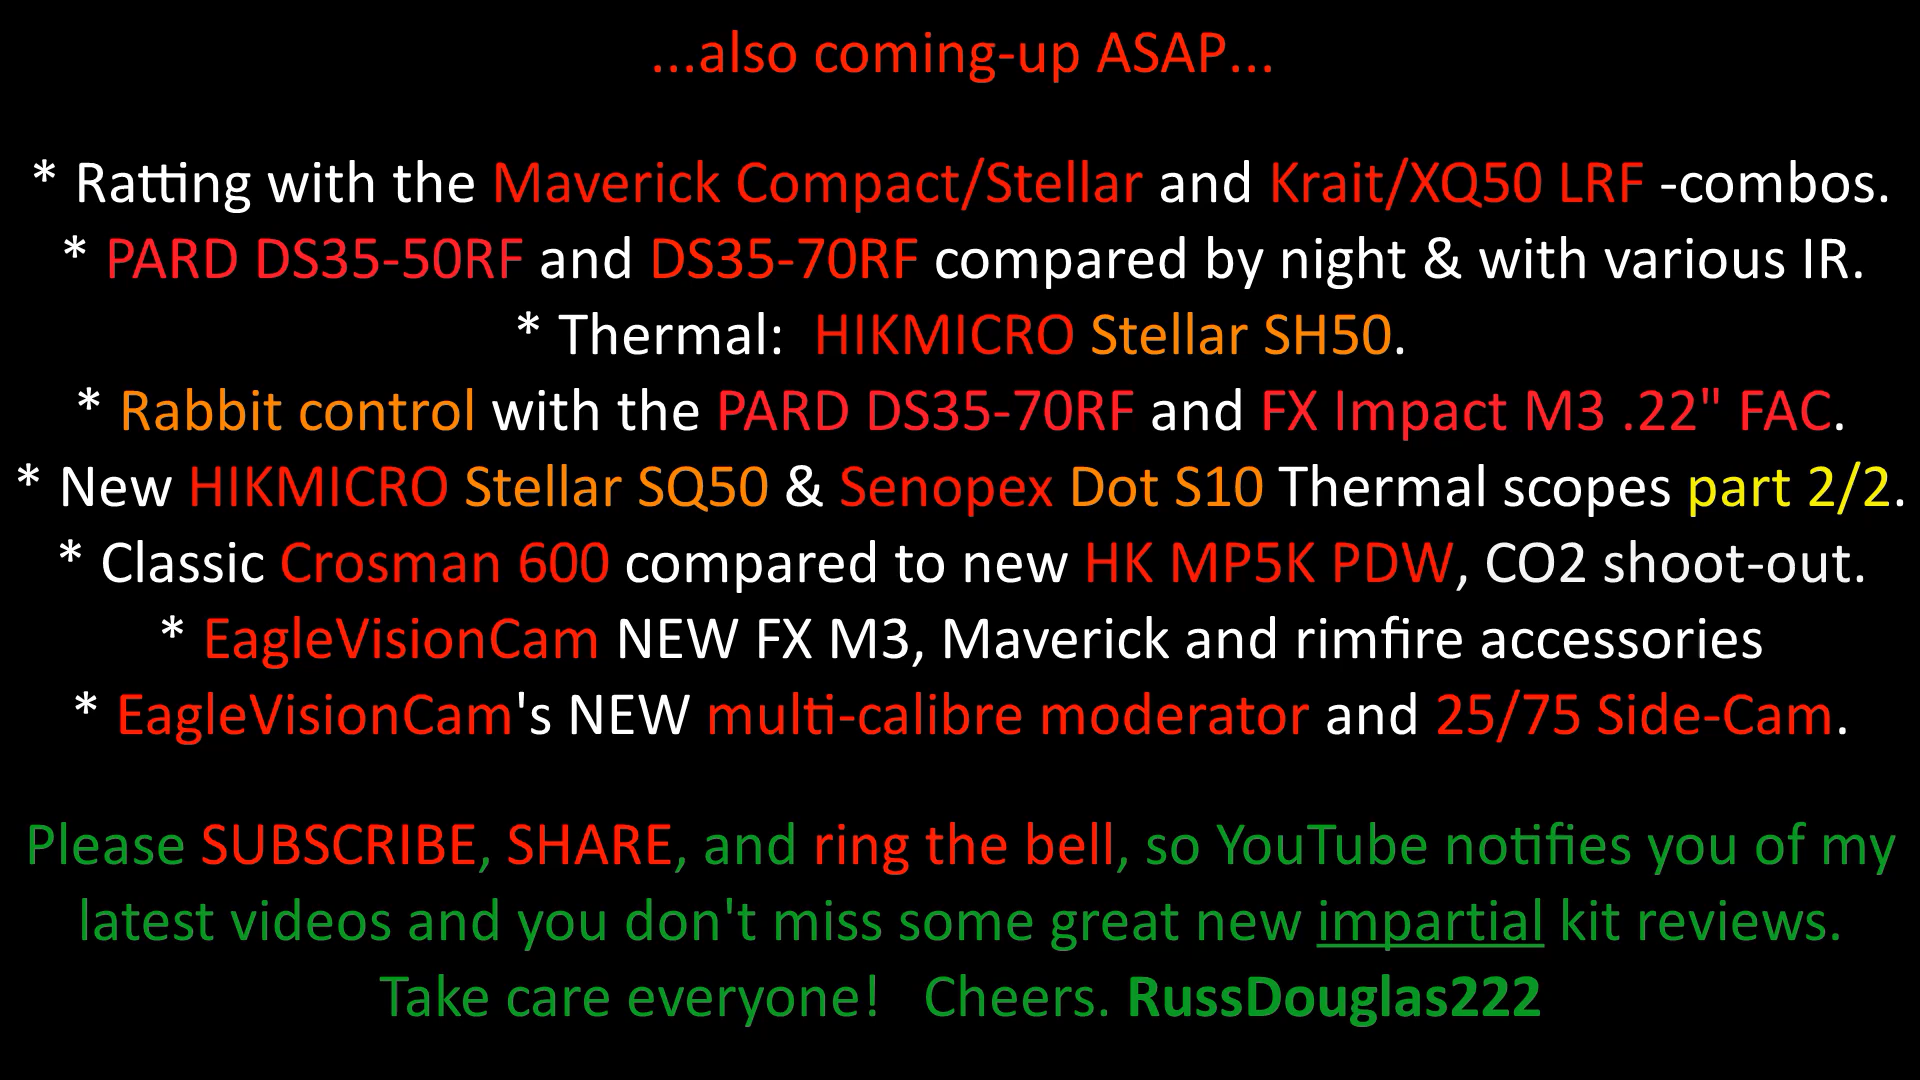 ...also coming-up ASAP...
* Ratting with the Maverick Compact/Stellar and Krait/XQ50 LRF -combos.
* PARD DS35-50RF and DS35-70RF compared by night & with various IR.
* Thermal:  HIKMICRO Stellar SH50.
* Rabbit control with the PARD DS35-70RF and FX Impact M3 .22" FAC.
* New HIKMICRO Stellar SQ50 & Senopex Dot S10 Thermal scopes part 2/2.
* Classic Crosman 600 compared to new HK MP5K PDW, CO2 shoot-out.
* EagleVisionCam NEW FX M3, Maverick and rimfire accessories
* EagleVisionCam's NEW multi-calibre moderator and 25/75 Side-Cam.
Please SUBSCRIBE, SHARE, and ring the bell, so YouTube notifies you of my
latest videos and you don't miss some great new impartial kit reviews.
Take care everyone!   Cheers. RussDouglas222